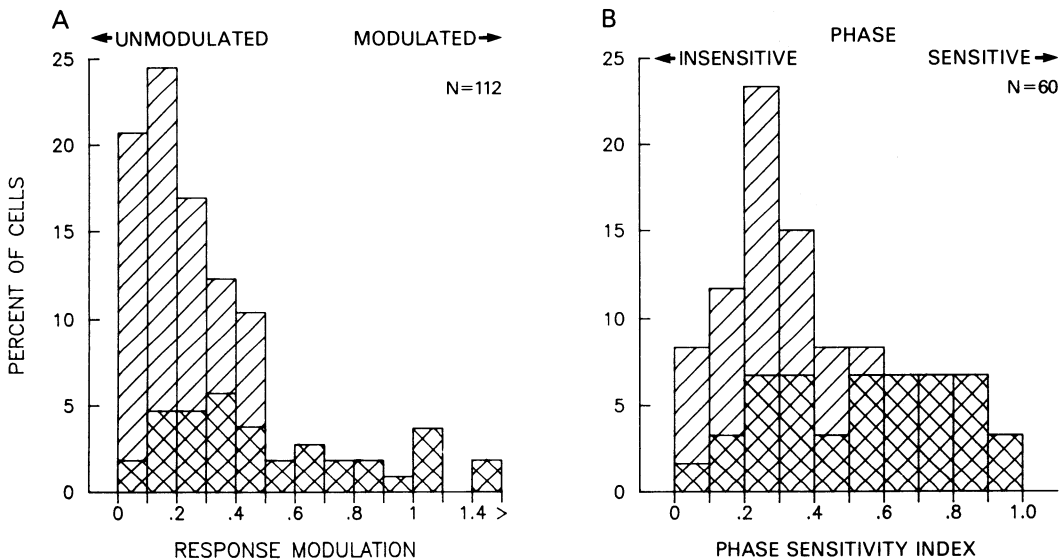 A
← UNMODULATED MODULATED →
N=112
PERCENT OF CELLS
25
20
15
10
5
0
0 .2 .4 .6 .8 1 1.4 >
RESPONSE MODULATION
B
PHASE
← INSENSITIVE SENSITIVE →
N=60
25
20
15
10
5
0
0 .2 .4 .6 .8 1.0
PHASE SENSITIVITY INDEX